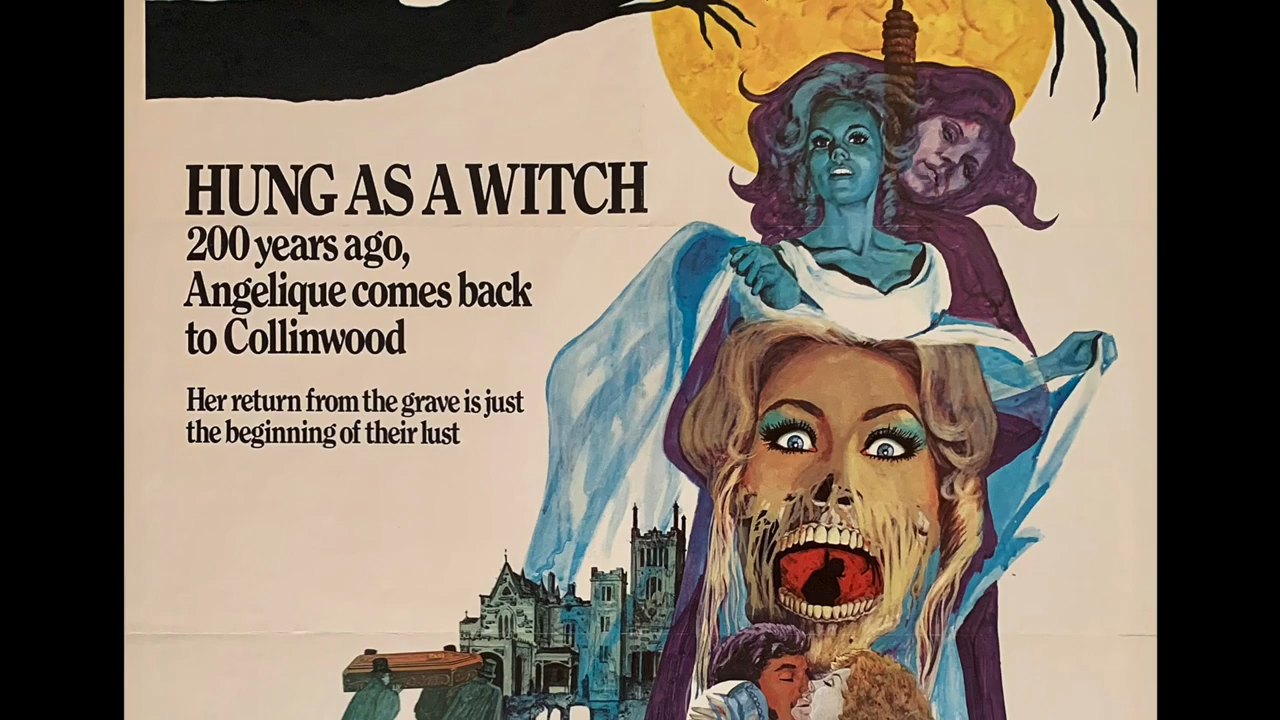 HUNG AS A WITCH
200 years ago,
Angelique comes back
to Collinwood
Her return from the grave is just
the beginning of their lust